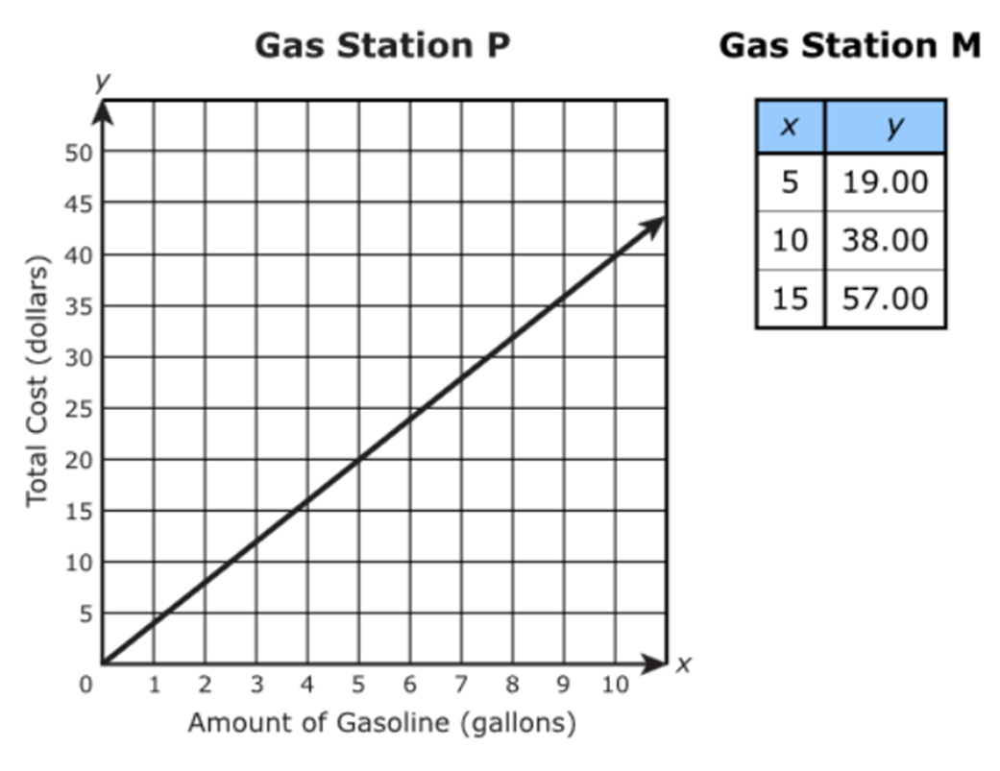 Gas Station P
y
50
45
40
35
30
25
20
15
10
5
0 1 2 3 4 5 6 7 8 9 10
x
Total Cost (dollars)
Amount of Gasoline (gallons)
Gas Station M
x y
5 19.00
10 38.00
15 57.00